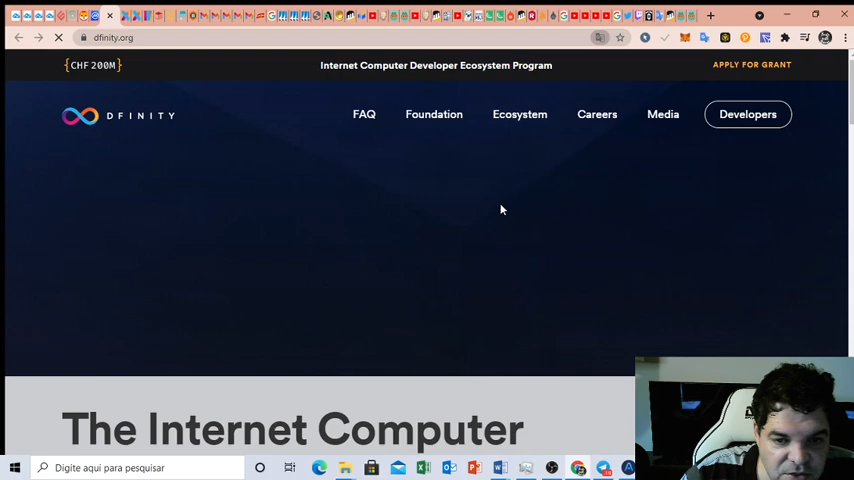 dfinity.org
{CHF 200M}
Internet Computer Developer Ecosystem Program
APPLY FOR GRANT
DFINITY
FAQ
Foundation
Ecosystem
Careers
Media
Developers
The Internet Computer
Digite aqui para pesquisar